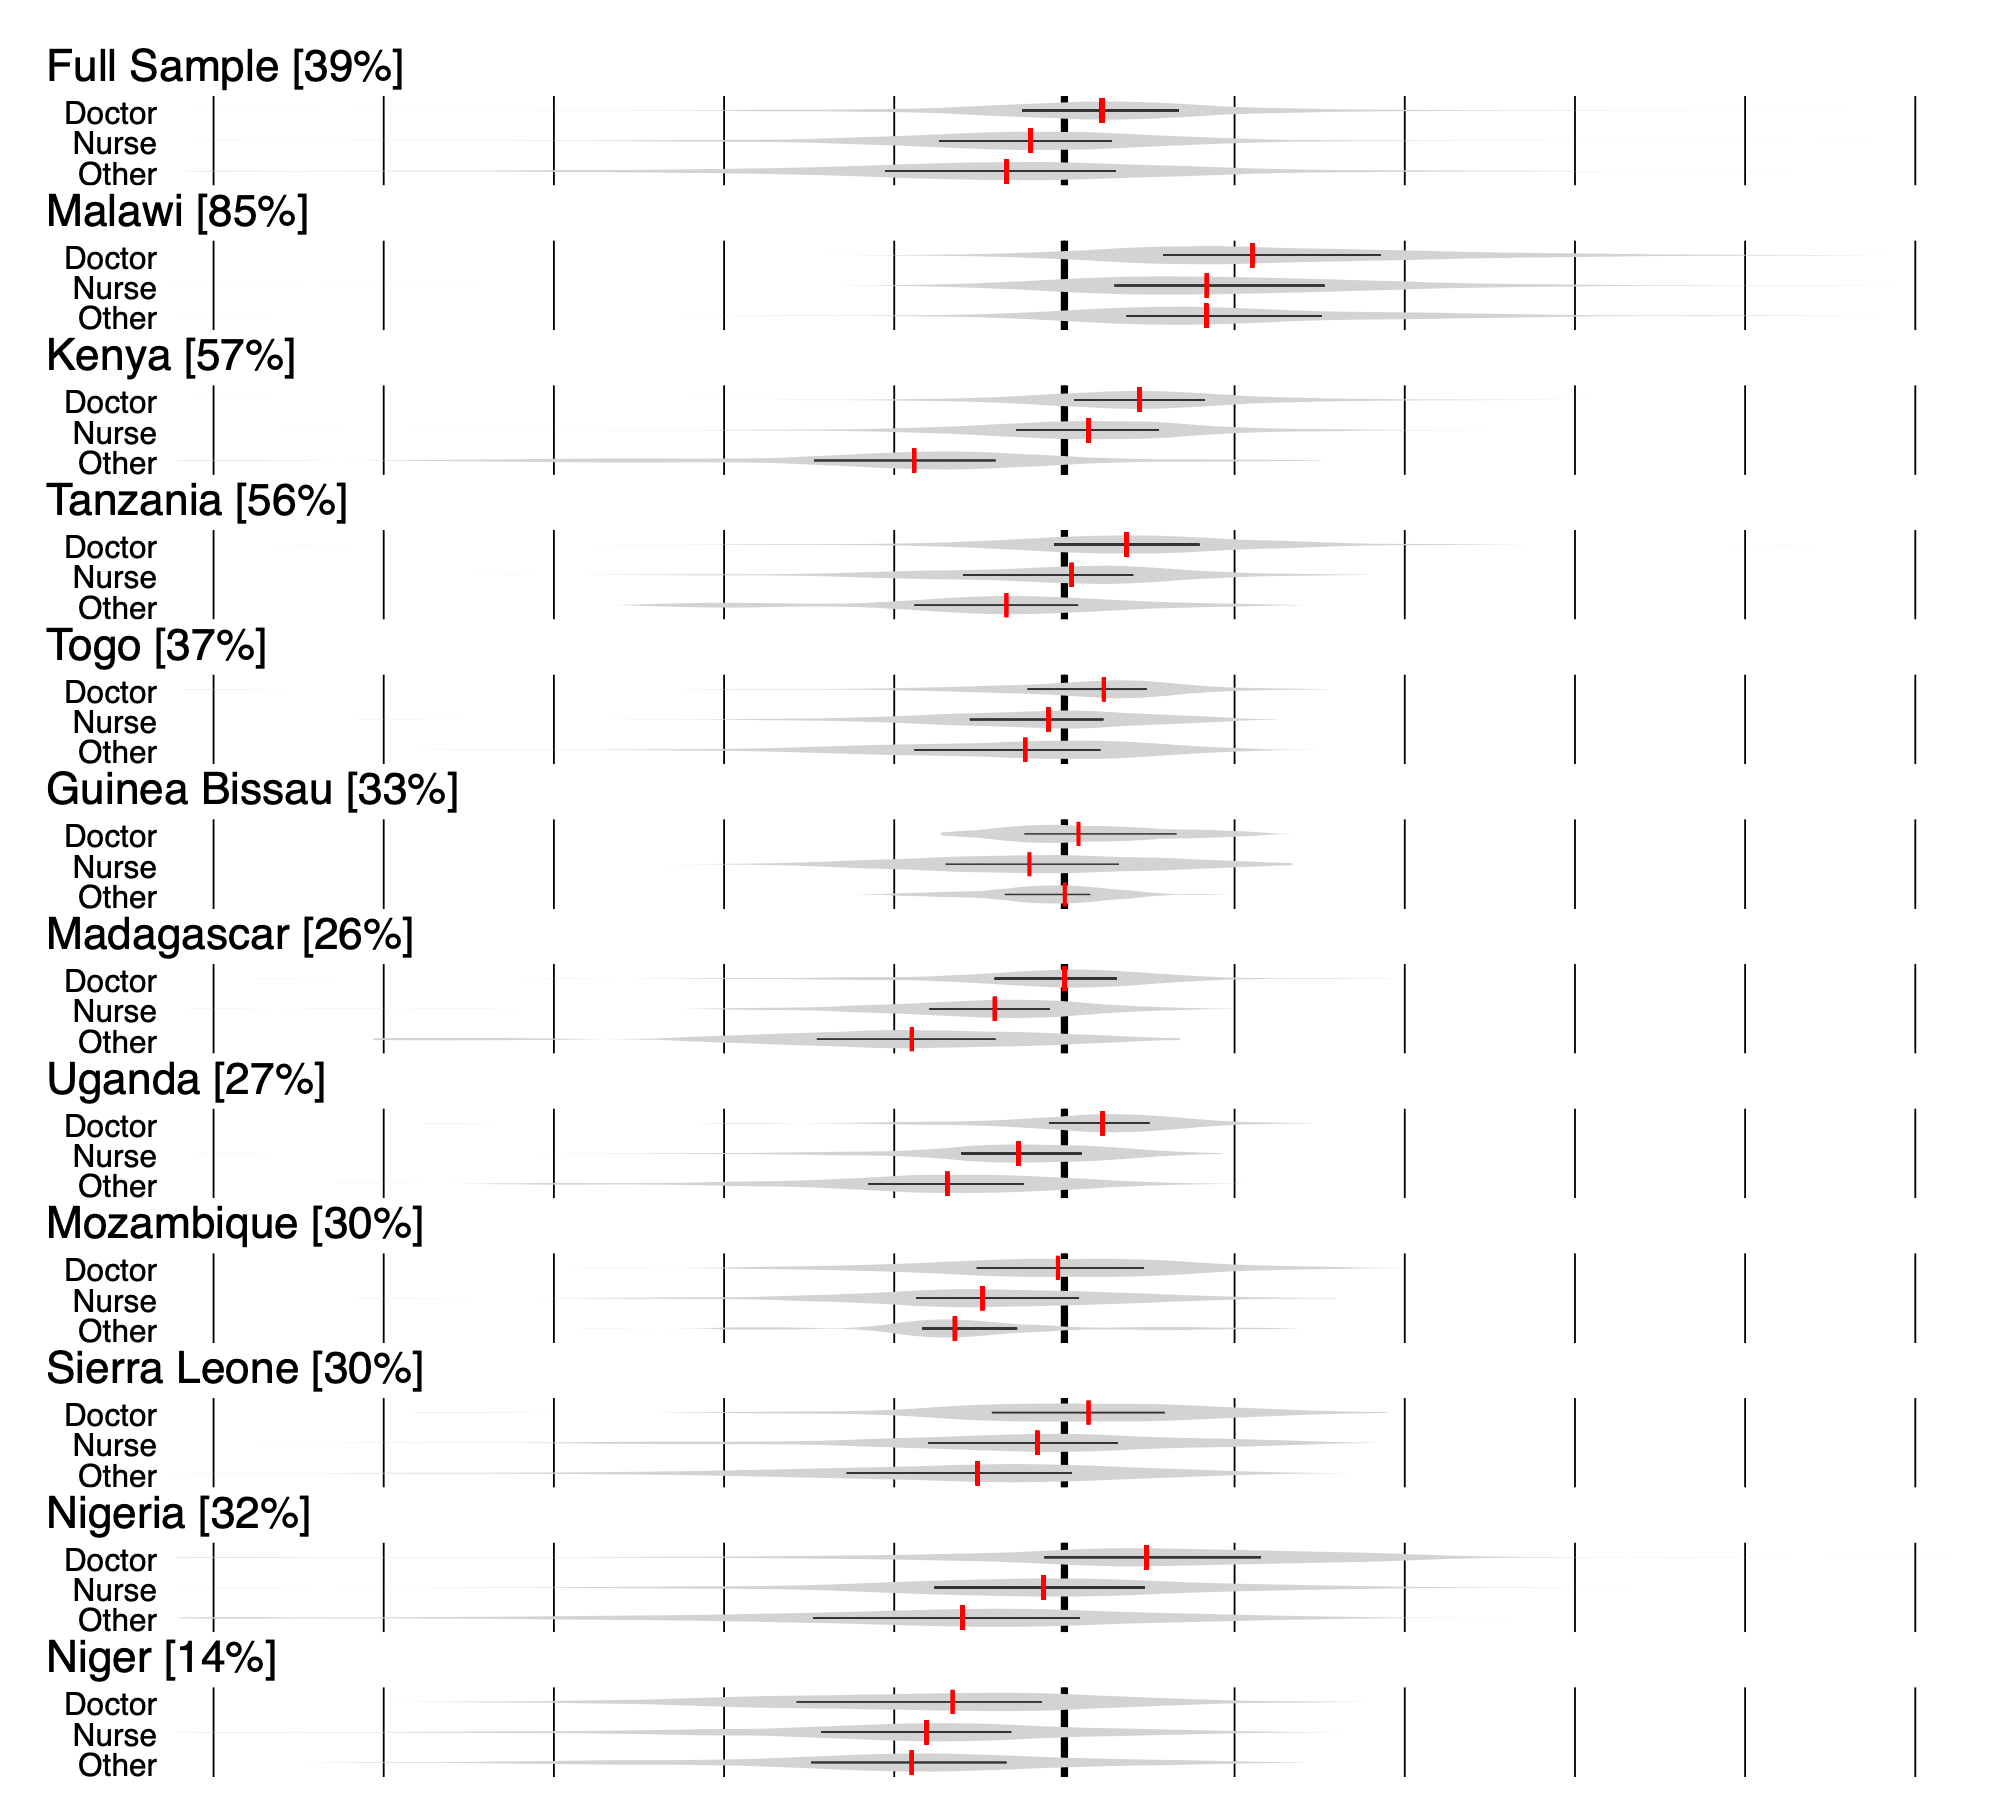 Full Sample [39%]
Doctor
Nurse
Other
Malawi [85%]
Doctor
Nurse
Other
Kenya [57%]
Doctor
Nurse
Other
Tanzania [56%]
Doctor
Nurse
Other
Togo [37%]
Doctor
Nurse
Other
Guinea Bissau [33%]
Doctor
Nurse
Other
Madagascar [26%]
Doctor
Nurse
Other
Uganda [27%]
Doctor
Nurse
Other
Mozambique [30%]
Doctor
Nurse
Other
Sierra Leone [30%]
Doctor
Nurse
Other
Nigeria [32%]
Doctor
Nurse
Other
Niger [14%]
Doctor
Nurse
Other